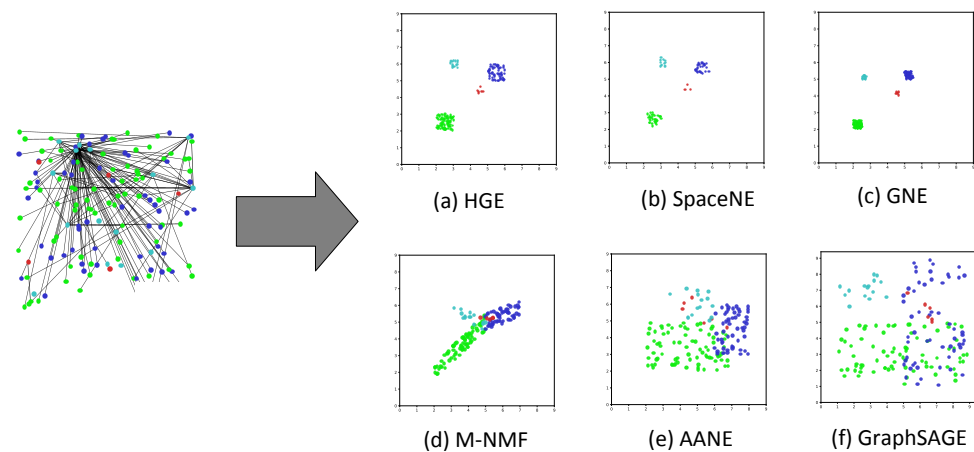 (a) HGE
(b) SpaceNE
(c) GNE
(d) M-NMF
(e) AANE
(f) GraphSAGE